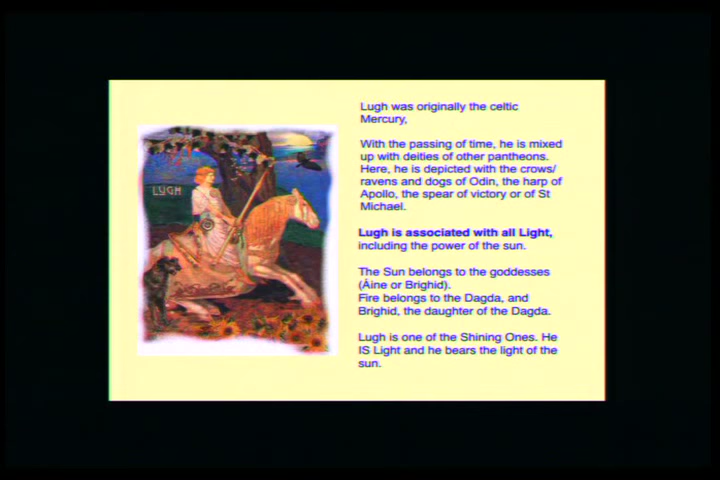 LUGH
Lugh was originally the celtic
Mercury,
With the passing of time, he is mixed
up with deities of other pantheons.
Here, he is depicted with the crows/
ravens and dogs of Odin, the harp of
Apollo, the spear of victory or of St
Michael.
Lugh is associated with all Light,
including the power of the sun.
The Sun belongs to the goddesses
(Áine or Brighid).
Fire belongs to the Dagda, and
Brighid, the daughter of the Dagda.
Lugh is one of the Shining Ones. He
IS Light and he bears the light of the
sun.